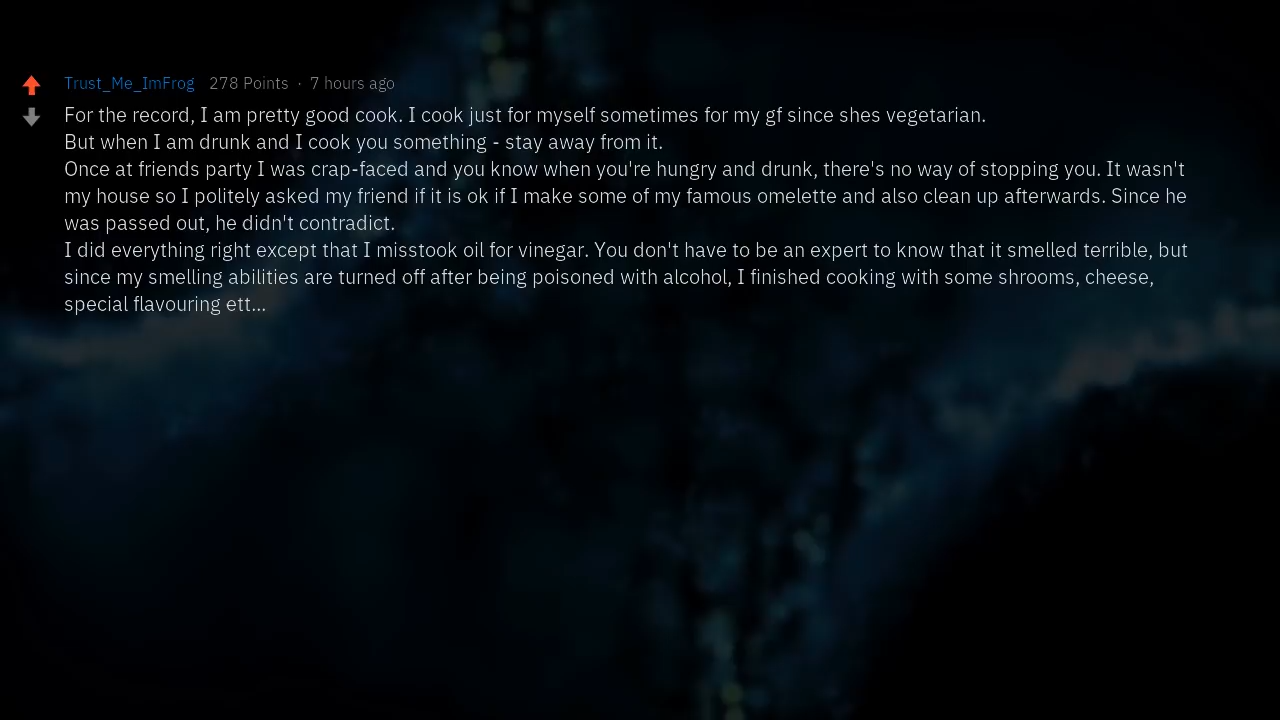 Trust_Me_ImFrog 278 Points · 7 hours ago
For the record, I am pretty good cook. I cook just for myself sometimes for my gf since shes vegetarian.
But when I am drunk and I cook you something - stay away from it.
Once at friends party I was crap-faced and you know when you're hungry and drunk, there's no way of stopping you. It wasn't
my house so I politely asked my friend if it is ok if I make some of my famous omelette and also clean up afterwards. Since he
was passed out, he didn't contradict.
I did everything right except that I misstook oil for vinegar. You don't have to be an expert to know that it smelled terrible, but
since my smelling abilities are turned off after being poisoned with alcohol, I finished cooking with some shrooms, cheese,
special flavouring ett...